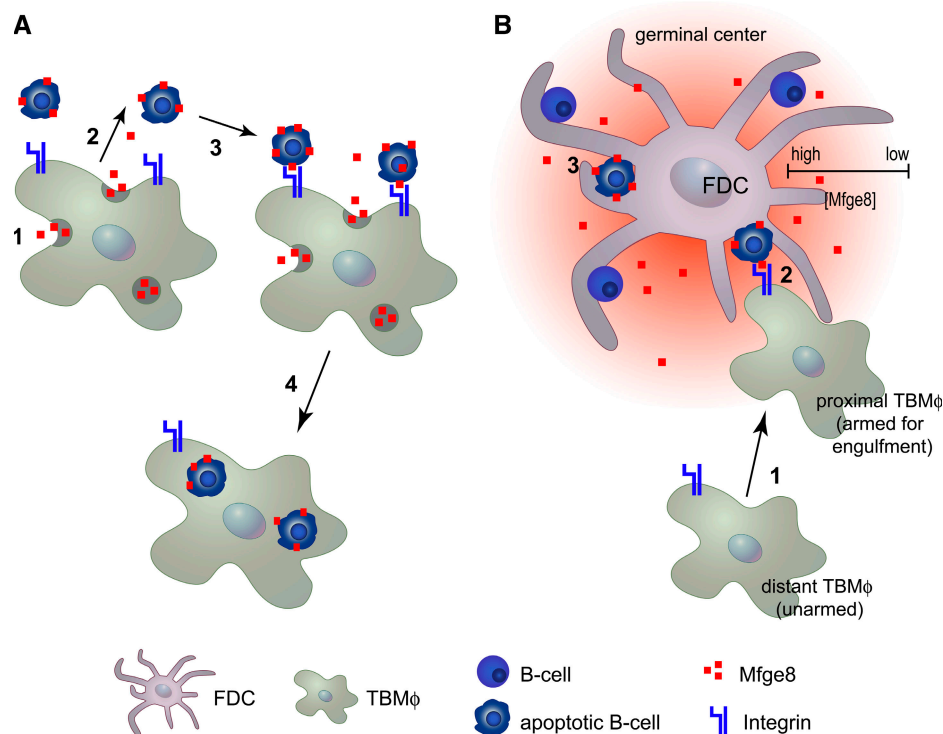 A
2
3
1
4
B
germinal center
high
low
3
FDC
[Mfge8]
2
proximal TBMϕ
(armed for
engulfment)
1
distant TBMϕ
(unarmed)
FDC
TBMϕ
B-cell
Mfge8
apoptotic B-cell
Integrin